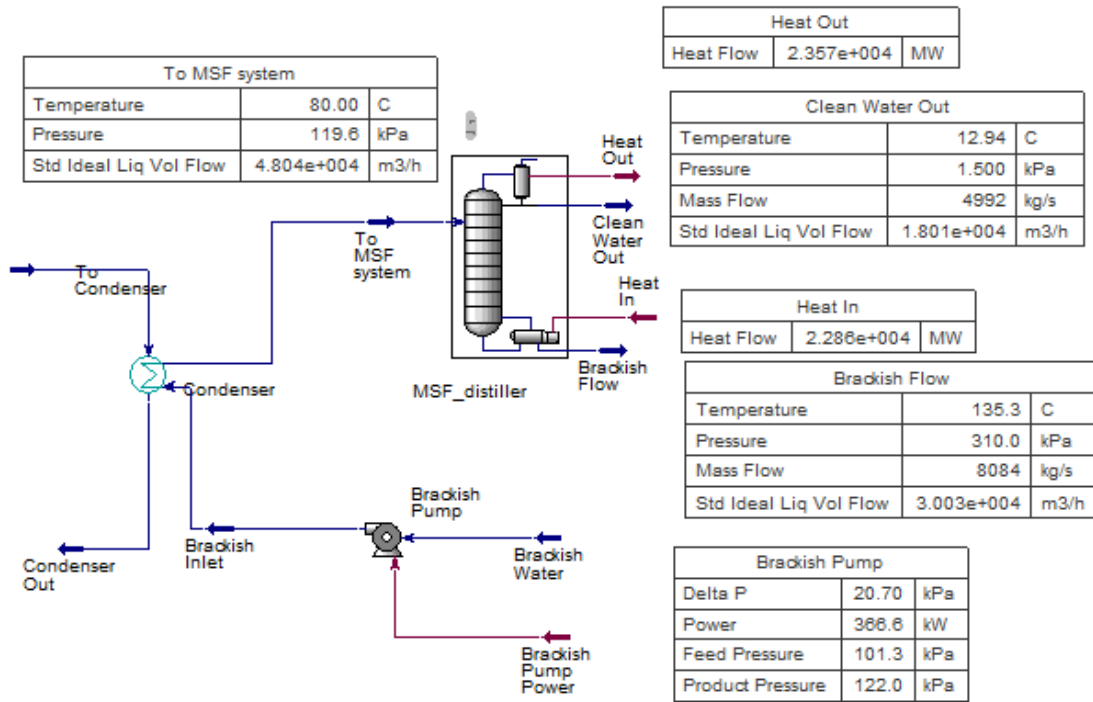 Heat Out
Heat Flow 2.357e+004 MW
To MSF system
Temperature 80.00 C
Pressure 119.6 kPa
Std Ideal Liq Vol Flow 4.804e+004 m3/h
Clean Water Out
Temperature 12.94 C
Pressure 1.500 kPa
Mass Flow 4992 kg/s
Std Ideal Liq Vol Flow 1.801e+004 m3/h
Heat
Out
Clean
Water
Out
To
MSF
system
To
Condenser
Heat
In
Heat In
Heat Flow 2.286e+004 MW
Brackish
Flow
MSF_distiller
Condenser
Brackish Flow
Temperature 135.3 C
Pressure 310.0 kPa
Mass Flow 8084 kg/s
Std Ideal Liq Vol Flow 3.003e+004 m3/h
Brackish
Pump
Brackish
Inlet
Brackish
Water
Condenser
Out
Brackish
Pump
Power
Brackish Pump
Delta P 20.70 kPa
Power 366.6 kW
Feed Pressure 101.3 kPa
Product Pressure 122.0 kPa